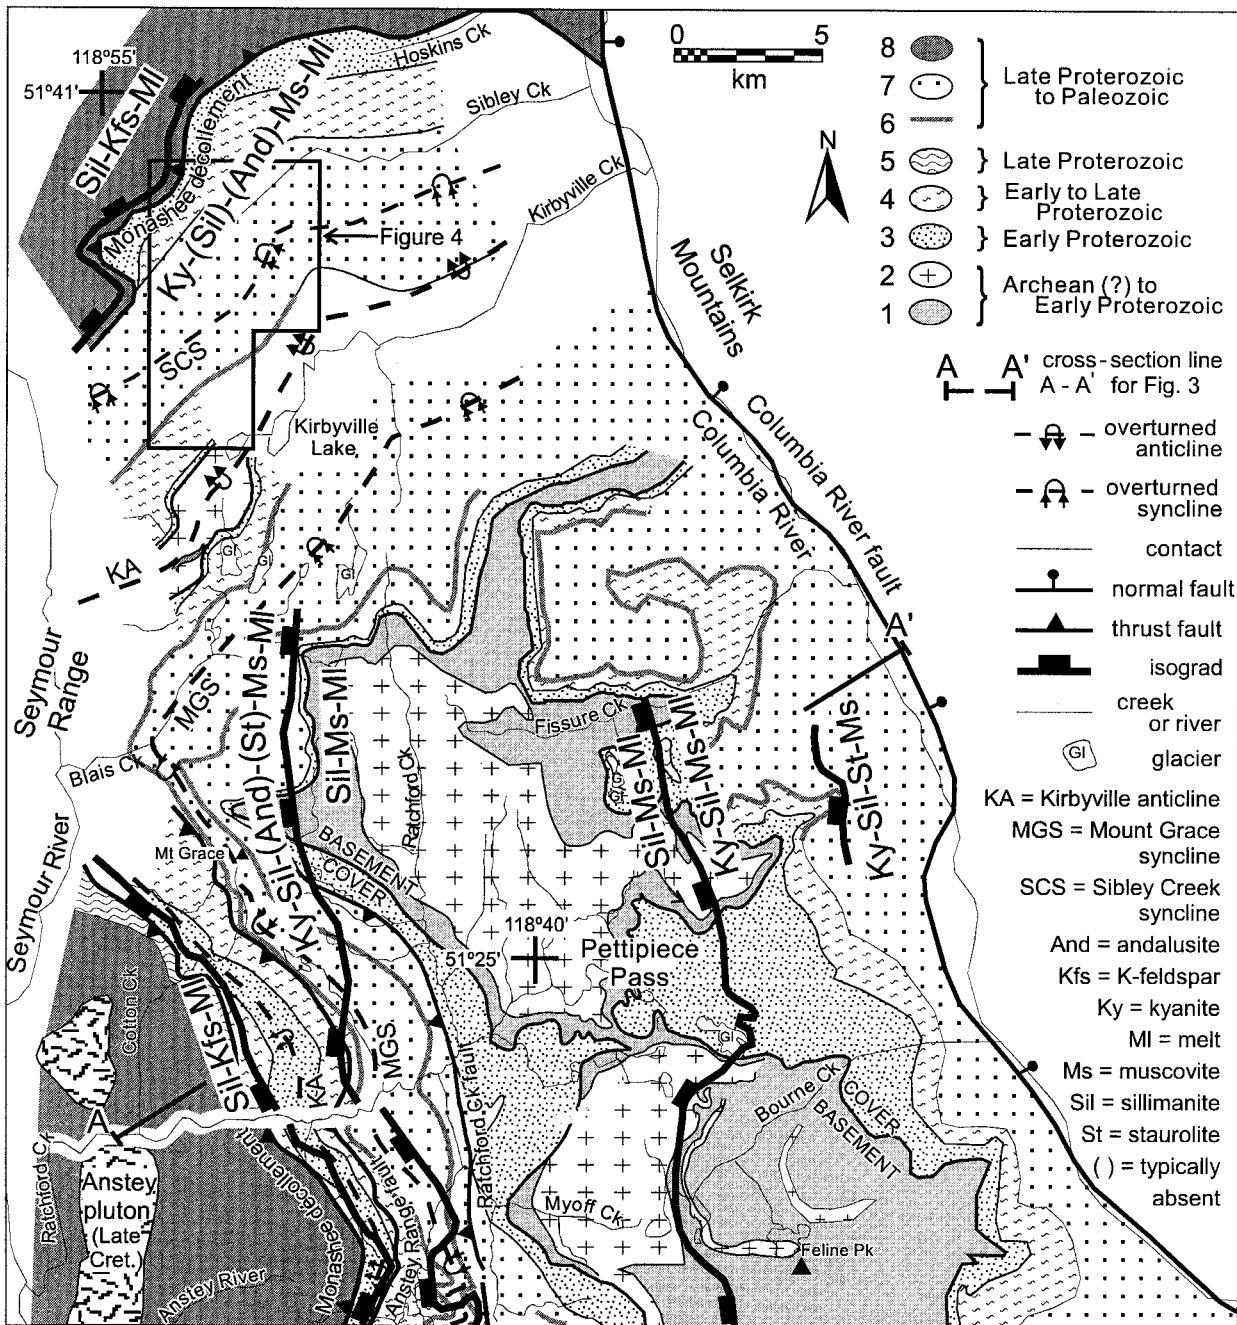 118°55'
51°41'
Sil-Kfs-Ml
Monashee décollement
Ky-(Sil)-(And)-Ms-Ml
Hoskins Ck
Sibley Ck
Kirbyville Ck
Figure 4
SCS
0 5
km
N
Selkirk
Mountains
Columbia River fault
Columbia River
Kirbyville
Lake
KA
Gl
Gl
Gl
Seymour
Range
MGS
Blais Ck
Seymour River
Mt Grace
Ky-Sil-(And)-(St)-Ms-Ml
Sil-Ms-Ml
BASEMENT
COVER
Ratchford Ck
Fissure Ck
Sil-Ms-Ml
Ky-Sil-Ms-Ml
Ky-Sil-St-Ms
A'
118°40'
51°25'
Pettipiece
Pass
Gl
Cotton Ck
Sil-Kfs-Ml
KA
MGS
A
Ratchford Ck
Anstey
pluton
(Late
Cret.)
Anstey River
Monashee décollement
Anstey Range fault
Ratchford Ck fault
Myoff Ck
Bourne Ck
COVER
BASEMENT
Feline Pk
8
7
6
Late Proterozoic
to Paleozoic
5 Late Proterozoic
4 Early to Late
Proterozoic
3 Early Proterozoic
2
1
Archean (?) to
Early Proterozoic
A A' cross-section line
A - A' for Fig. 3
overturned
anticline
overturned
syncline
contact
normal fault
thrust fault
isograd
creek
or river
Gl glacier
KA = Kirbyville anticline
MGS = Mount Grace
syncline
SCS = Sibley Creek
syncline
And = andalusite
Kfs = K-feldspar
Ky = kyanite
Ml = melt
Ms = muscovite
Sil = sillimanite
St = staurolite
( ) = typically
absent